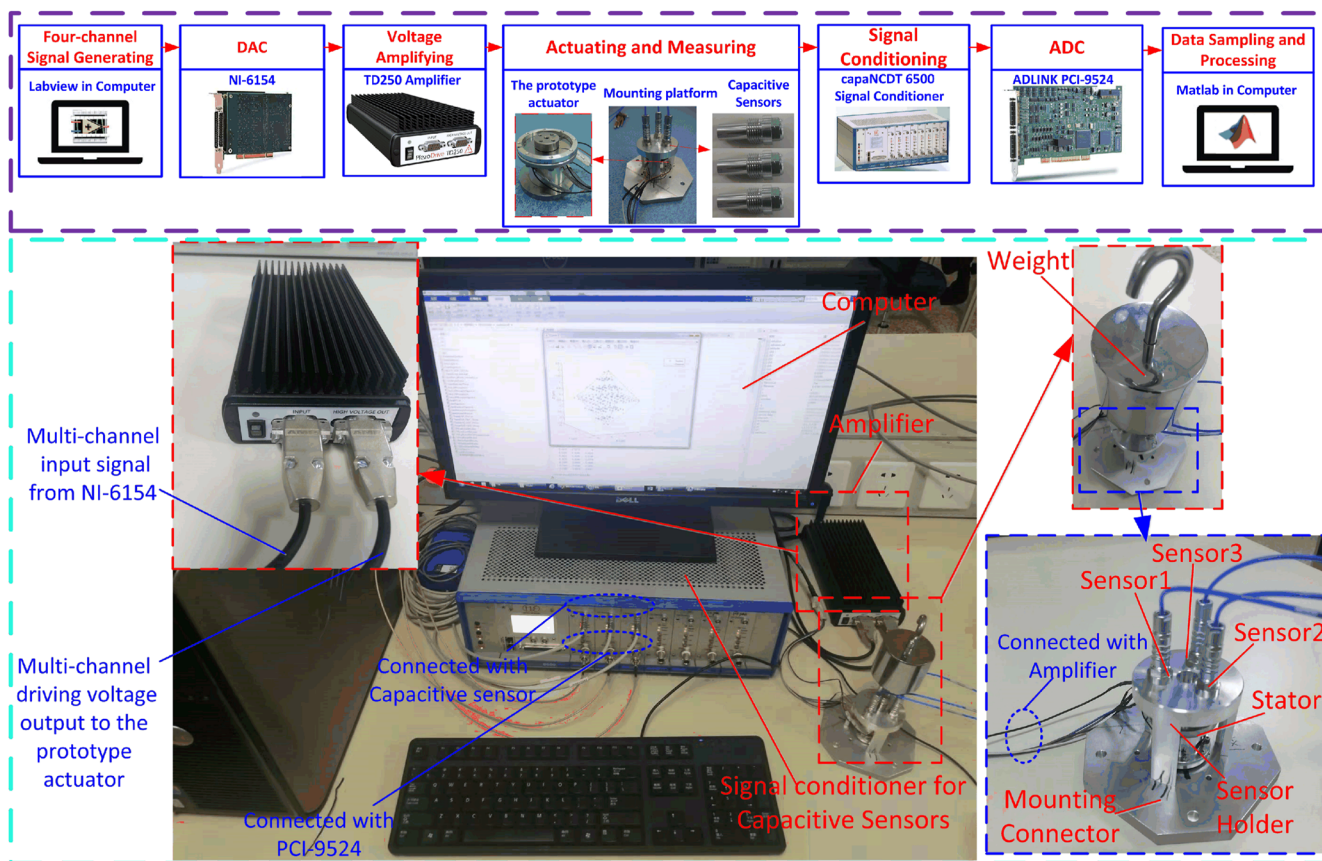 Four-channel
Signal Generating
Labview in Computer
DAC
NI-6154
Voltage
Amplifying
TD250 Amplifier
INPUT
PiezoDrive TD250
Actuating and Measuring
The prototype
actuator
Mounting platform
Capacitive
Sensors
Signal
Conditioning
capaNCDT 6500
Signal Conditioner
ADC
ADLINK PCI-9524
Data Sampling and
Processing
Matlab in Computer
INPUT
HIGH VOLTAGE OUT
Multi-channel
input signal
from NI-6154
Multi-channel
driving voltage
output to the
prototype
actuator
Computer
Amplifier
DELL
Connected with
Capacitive sensor
Connected with
PCI-9524
Signal conditioner for
Capacitive Sensors
Weight
Sensor3
Sensor1
Sensor2
Connected with
Amplifier
Stator
Mounting
Connector
Sensor
Holder